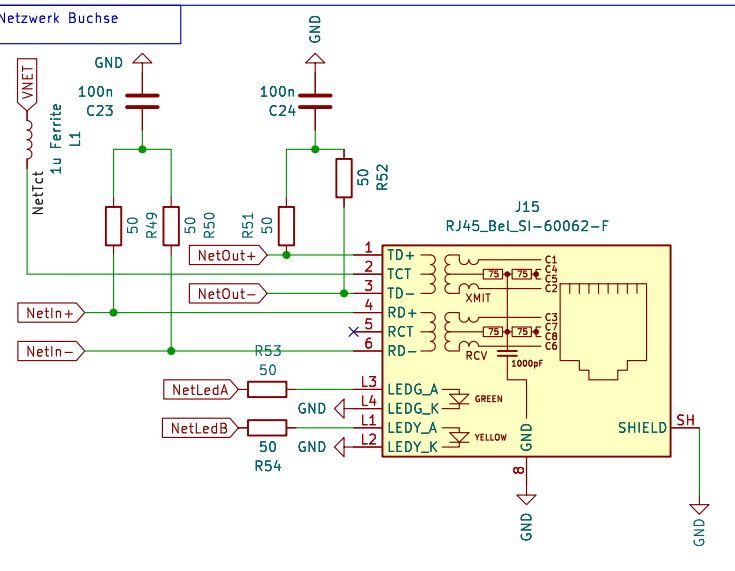 Netzwerk Buchse
GND
GND
VNET
1u Ferrite
L1
NetTct
100n
C23
100n
C24
50
R49
50
R50
R51
50
50
R52
NetOut+
NetOut-
NetIn+
NetIn-
R53
50
NetLedA
NetLedB
50
R54
GND
GND
J15
RJ45_Bel_SI-60062-F
1
TD+
2
TCT
3
TD-
4
RD+
5
RCT
6
RD-
L3
LEDG_A
L4
LEDG_K
L1
LEDY_A
L2
LEDY_K
75
75
C1
C4
C5
C2
XMIT
75
75
C3
C7
C8
C6
RCV
1000pF
GREEN
YELLOW
GND
8
GND
SHIELD
SH
GND